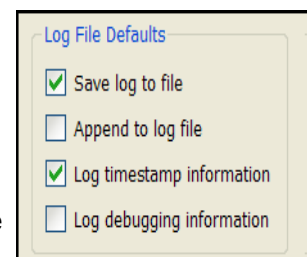 Log File Defaults
Save log to file
Append to log file
Log timestamp information
e
Log debugging information